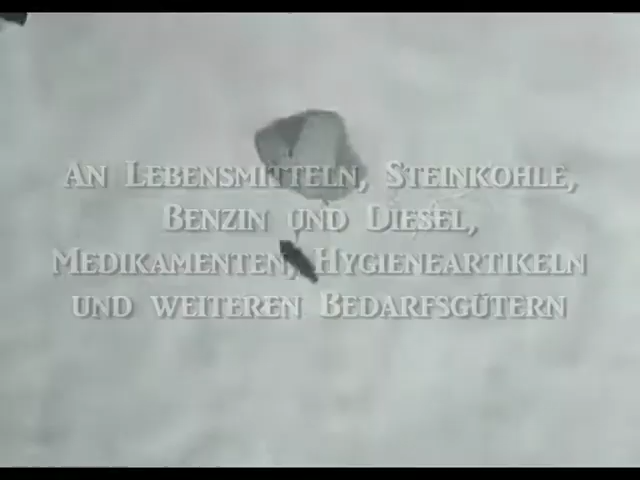 An Lebensmitteln, Steinkohle,
Benzin und Diesel,
Medikamenten, Hygieneartikeln
und weiteren Bedarfsgütern